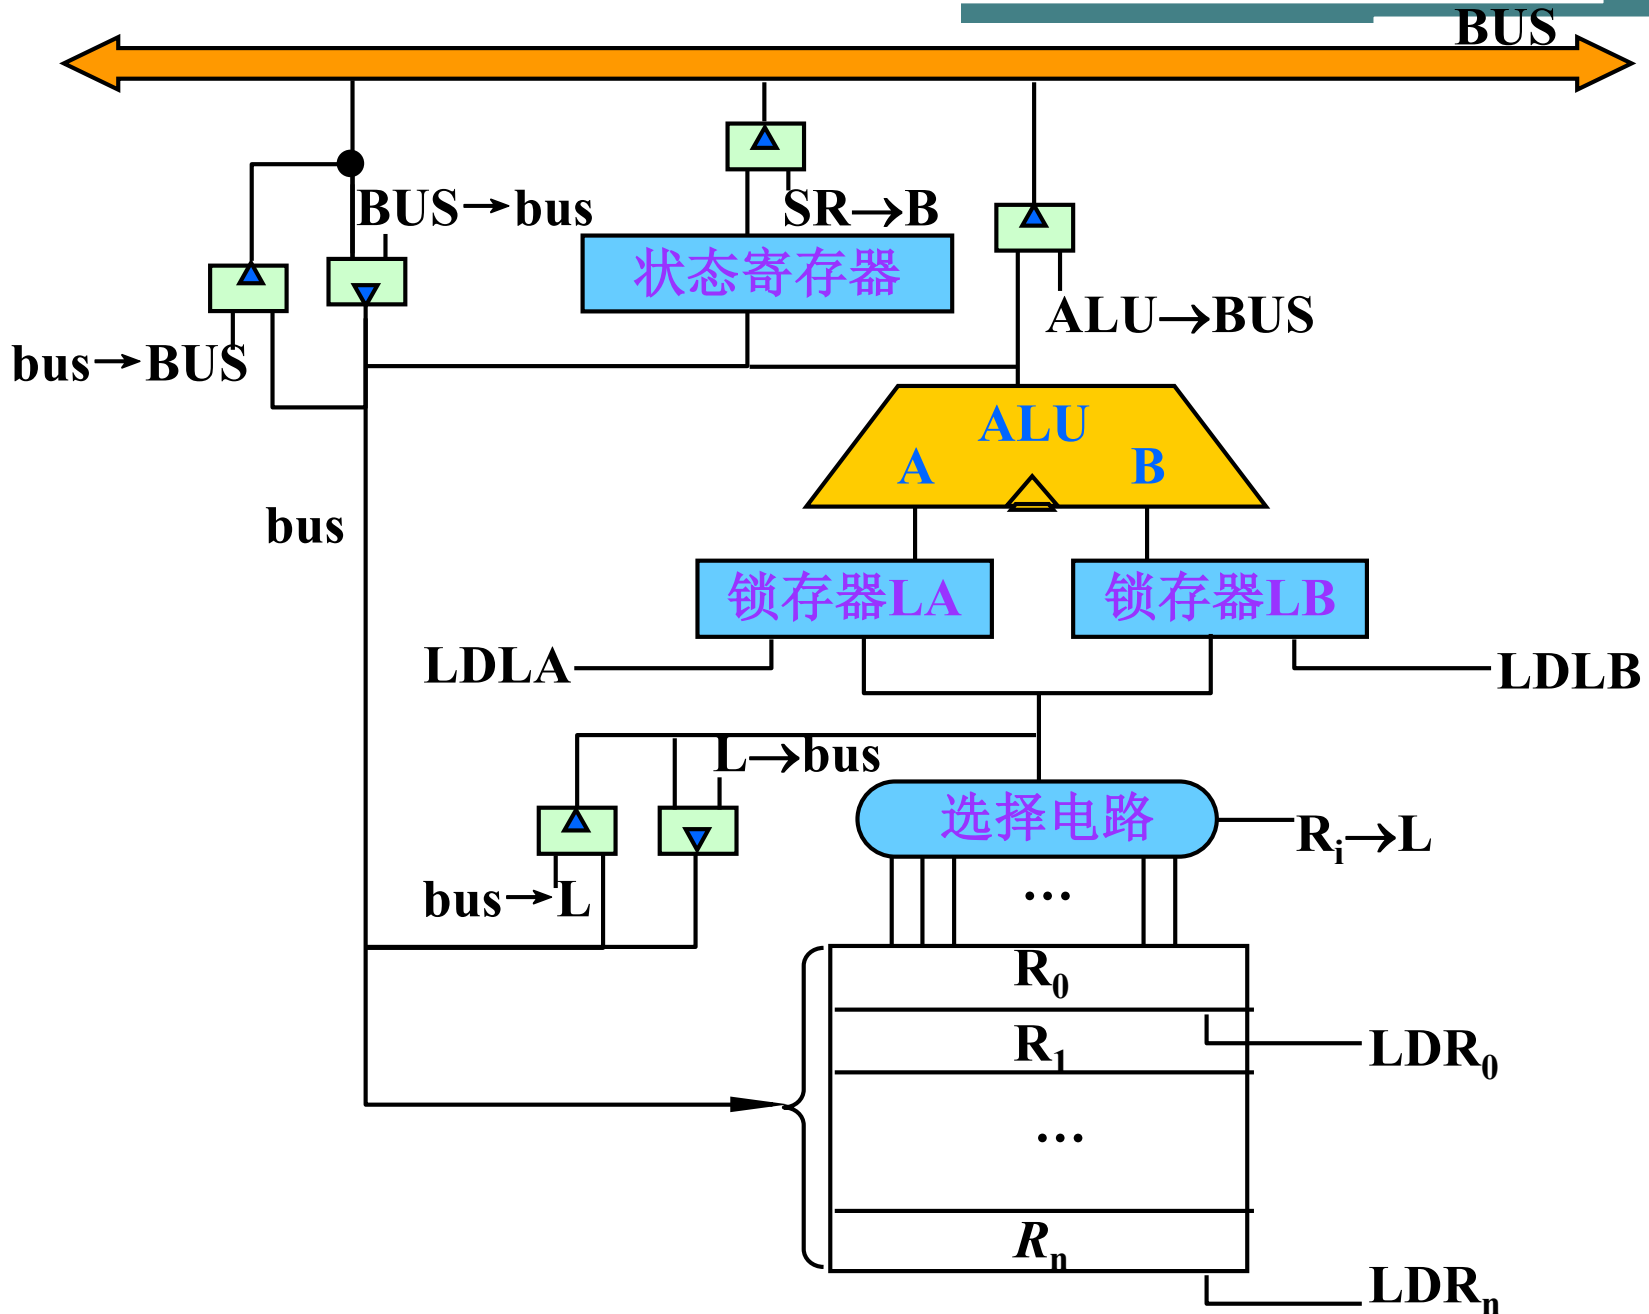 BUS
BUS→bus
SR→B
状态寄存器
ALU→BUS
bus→BUS
ALU
A
B
bus
锁存器LA
锁存器LB
LDLA
LDLB
L→bus
选择电路
Ri→L
bus→L
…
R0
R1
LDR0
…
Rn
LDRn